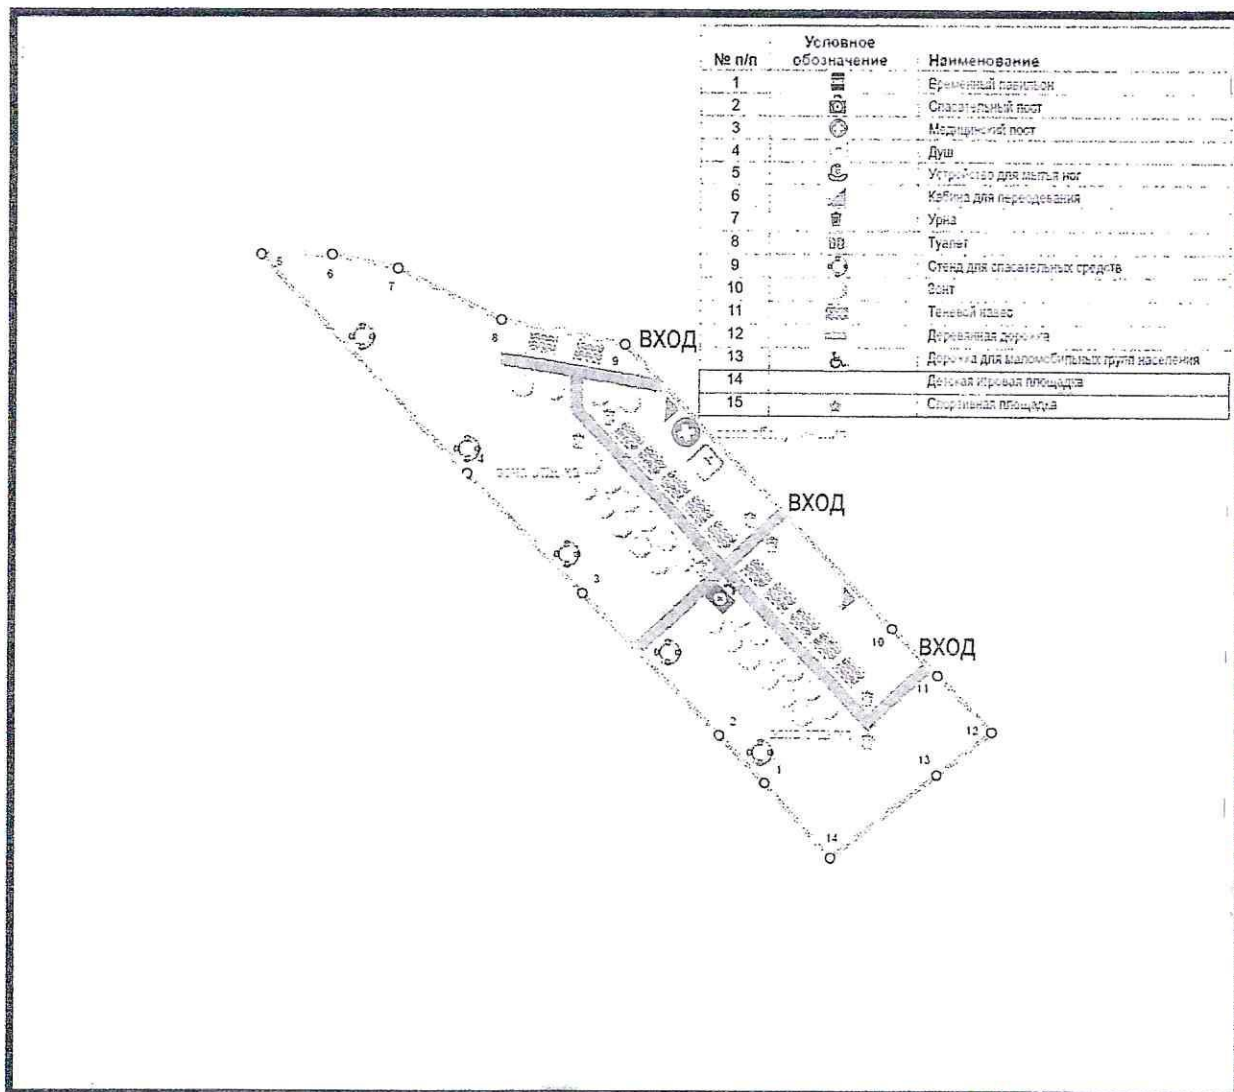 Условное
№ п/п обозначение Наименование
1 Временный павильон
2 Спасательный пост
3 Медицинский пост
4 Душ
5 Устройство для мытья ног
6 Кабина для переодевания
7 Урна
8 Туалет
9 Стенд для спасательных средств
10 Зонт
11 Теневой навес
12 Деревянная дорожка
13 Дорожка для маломобильных групп населения
14 Детская игровая площадка
15 Спортивная площадка
5
6
7
8
9
ВХОД
4
ВХОД
3
10
ВХОД
11
2
12
1
13
14